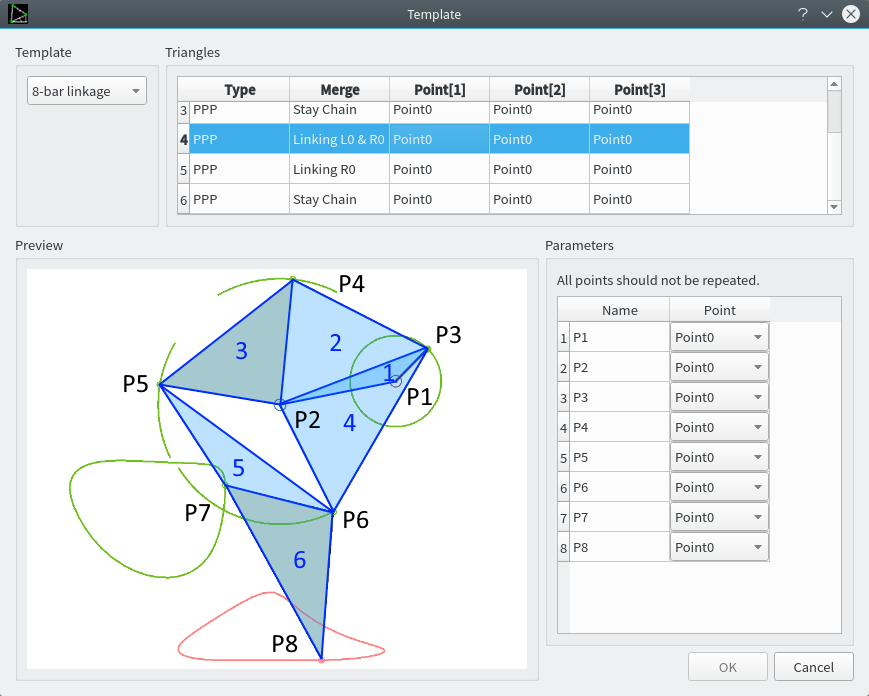 Template
?
Template
Triangles
8-bar linkage
Type Merge Point[1] Point[2] Point[3]
3 PPP Stay Chain Point0 Point0 Point0
4 PPP Linking L0 & R0 Point0 Point0 Point0
5 PPP Linking R0 Point0 Point0 Point0
6 PPP Stay Chain Point0 Point0 Point0
Preview
P4
P3
2
3
1
P5
P1
P2
4
5
P7
P6
6
P8
Parameters
All points should not be repeated.
Name Point
1 P1 Point0
2 P2 Point0
3 P3 Point0
4 P4 Point0
5 P5 Point0
6 P6 Point0
7 P7 Point0
8 P8 Point0
OK Cancel